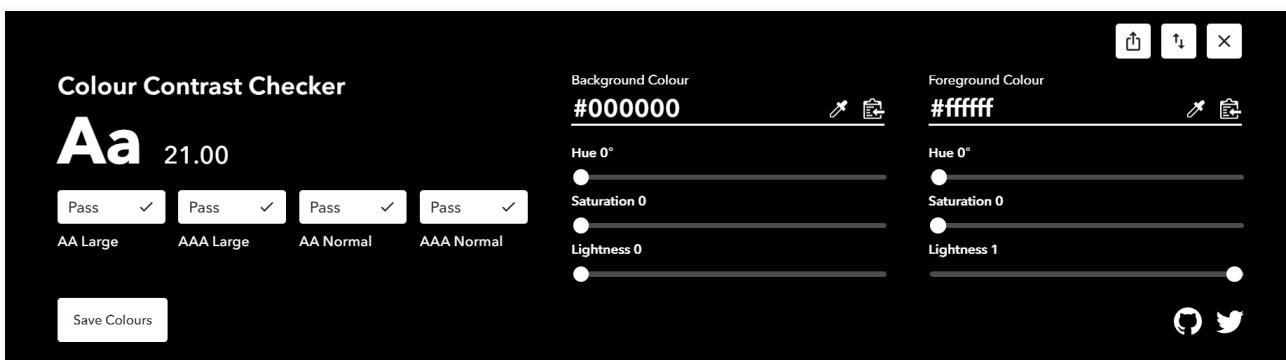 Colour Contrast Checker
Aa 21.00
Pass Pass Pass Pass
AA Large AAA Large AA Normal AAA Normal
Save Colours
Background Colour
#000000
Hue 0°
Saturation 0
Lightness 0
Foreground Colour
#ffffff
Hue 0°
Saturation 0
Lightness 1